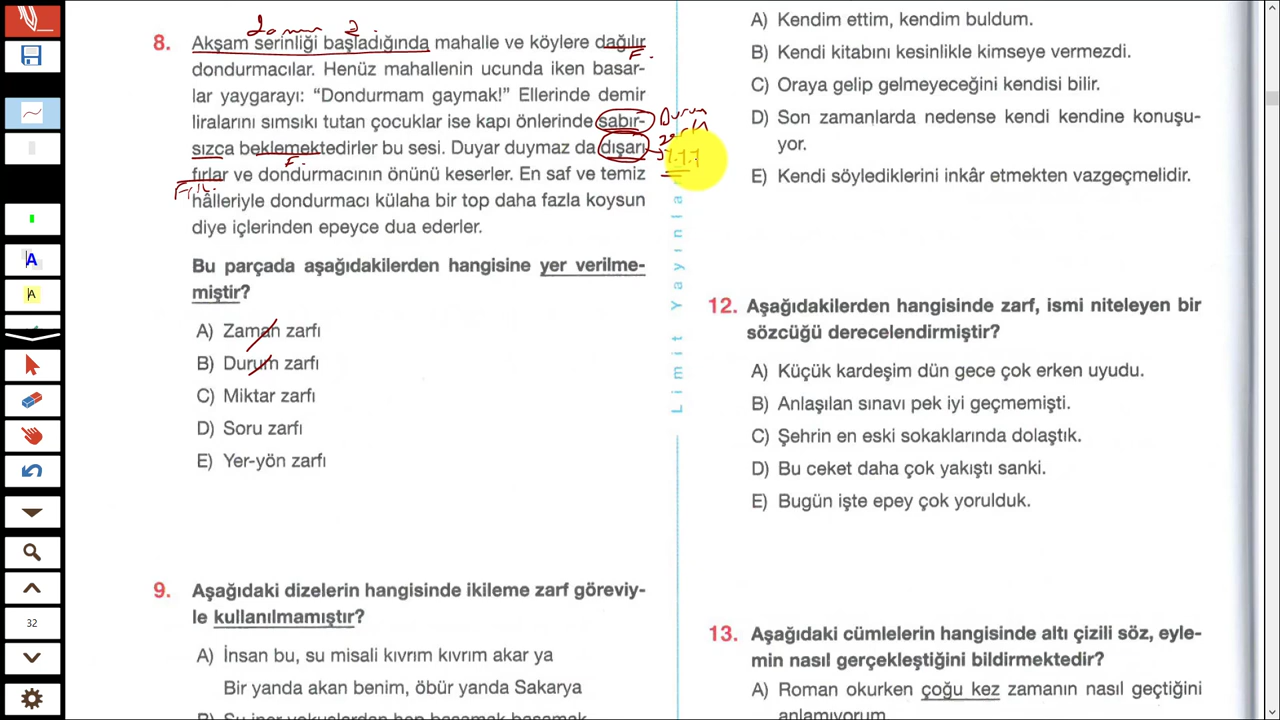 8. Akşam serinliği başladığında mahalle ve köylere dağılır
dondurmacılar. Henüz mahallenin ucunda iken basar-
lar yaygarayı: “Dondurmam gaymak!” Ellerinde demir
liralarını sımsıkı tutan çocuklar ise kapı önlerinde sabır-
sızca beklemektedirler bu sesi. Duyar duymaz da dışarı
fırlar ve dondurmacının önünü keserler. En saf ve temiz
hâlleriyle dondurmacı külaha bir top daha fazla koysun
diye içlerinden epeyce dua ederler.
Bu parçada aşağıdakilerden hangisine yer verilme-
miştir?
A) Zaman zarfı
B) Durum zarfı
C) Miktar zarfı
D) Soru zarfı
E) Yer-yön zarfı
9. Aşağıdaki dizelerin hangisinde ikileme zarf göreviy-
le kullanılmamıştır?
A) İnsan bu, su misali kıvrım kıvrım akar ya
Bir yanda akan benim, öbür yanda Sakarya
Durum
F.
F.
Limit Yayınlar
A) Kendim ettim, kendim buldum.
B) Kendi kitabını kesinlikle kimseye vermezdi.
C) Oraya gelip gelmeyeceğini kendisi bilir.
D) Son zamanlarda nedense kendi kendine konuşu-
yor.
E) Kendi söylediklerini inkâr etmekten vazgeçmelidir.
12. Aşağıdakilerden hangisinde zarf, ismi niteleyen bir
sözcüğü derecelendirmiştir?
A) Küçük kardeşim dün gece çok erken uyudu.
B) Anlaşılan sınavı pek iyi geçmemişti.
C) Şehrin en eski sokaklarında dolaştık.
D) Bu ceket daha çok yakıştı sanki.
E) Bugün işte epey çok yorulduk.
13. Aşağıdaki cümlelerin hangisinde altı çizili söz, eyle-
min nasıl gerçekleştiğini bildirmektedir?
A) Roman okurken çoğu kez zamanın nasıl geçtiğini
anlamıyorum.
A
A
32